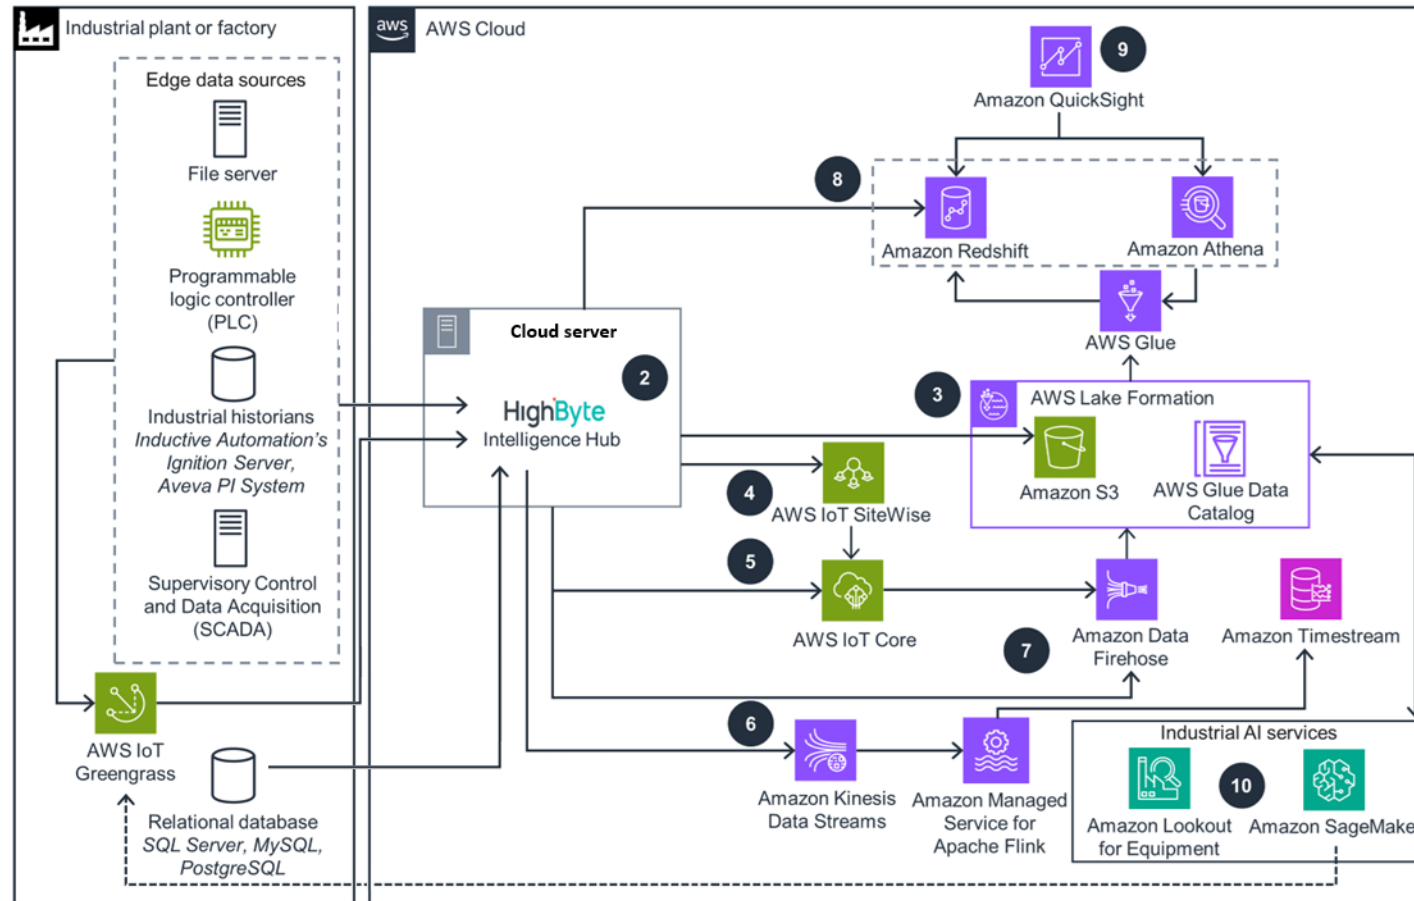 Industrial plant or factory
Edge data sources
File server
Programmable
logic controller
(PLC)
Industrial historians
Inductive Automation's
Ignition Server,
Aveva PI System
Supervisory Control
and Data Acquisition
(SCADA)
AWS IoT
Greengrass
Relational database
SQL Server, MySQL,
PostgreSQL
aws
AWS Cloud
9
Amazon QuickSight
8
Amazon Redshift
Amazon Athena
AWS Glue
Cloud server
2
HighByte
Intelligence Hub
3
AWS Lake Formation
Amazon S3
AWS Glue Data
Catalog
4
AWS IoT SiteWise
5
AWS IoT Core
Amazon Data
Firehose
7
Amazon Timestream
6
Amazon Kinesis
Data Streams
Amazon Managed
Service for
Apache Flink
Industrial AI services
10
Amazon Lookout
for Equipment
Amazon SageMake